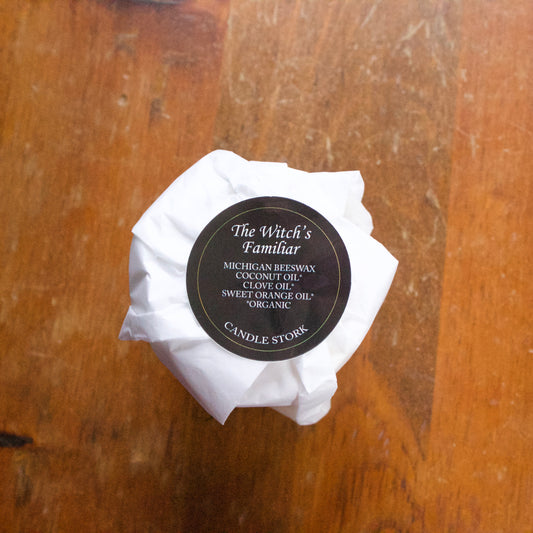 The Witch's
Familiar
MICHIGAN BEESWAX
COCONUT OIL*
CLOVE OIL*
SWEET ORANGE OIL*
*ORGANIC
CANDLE STORK